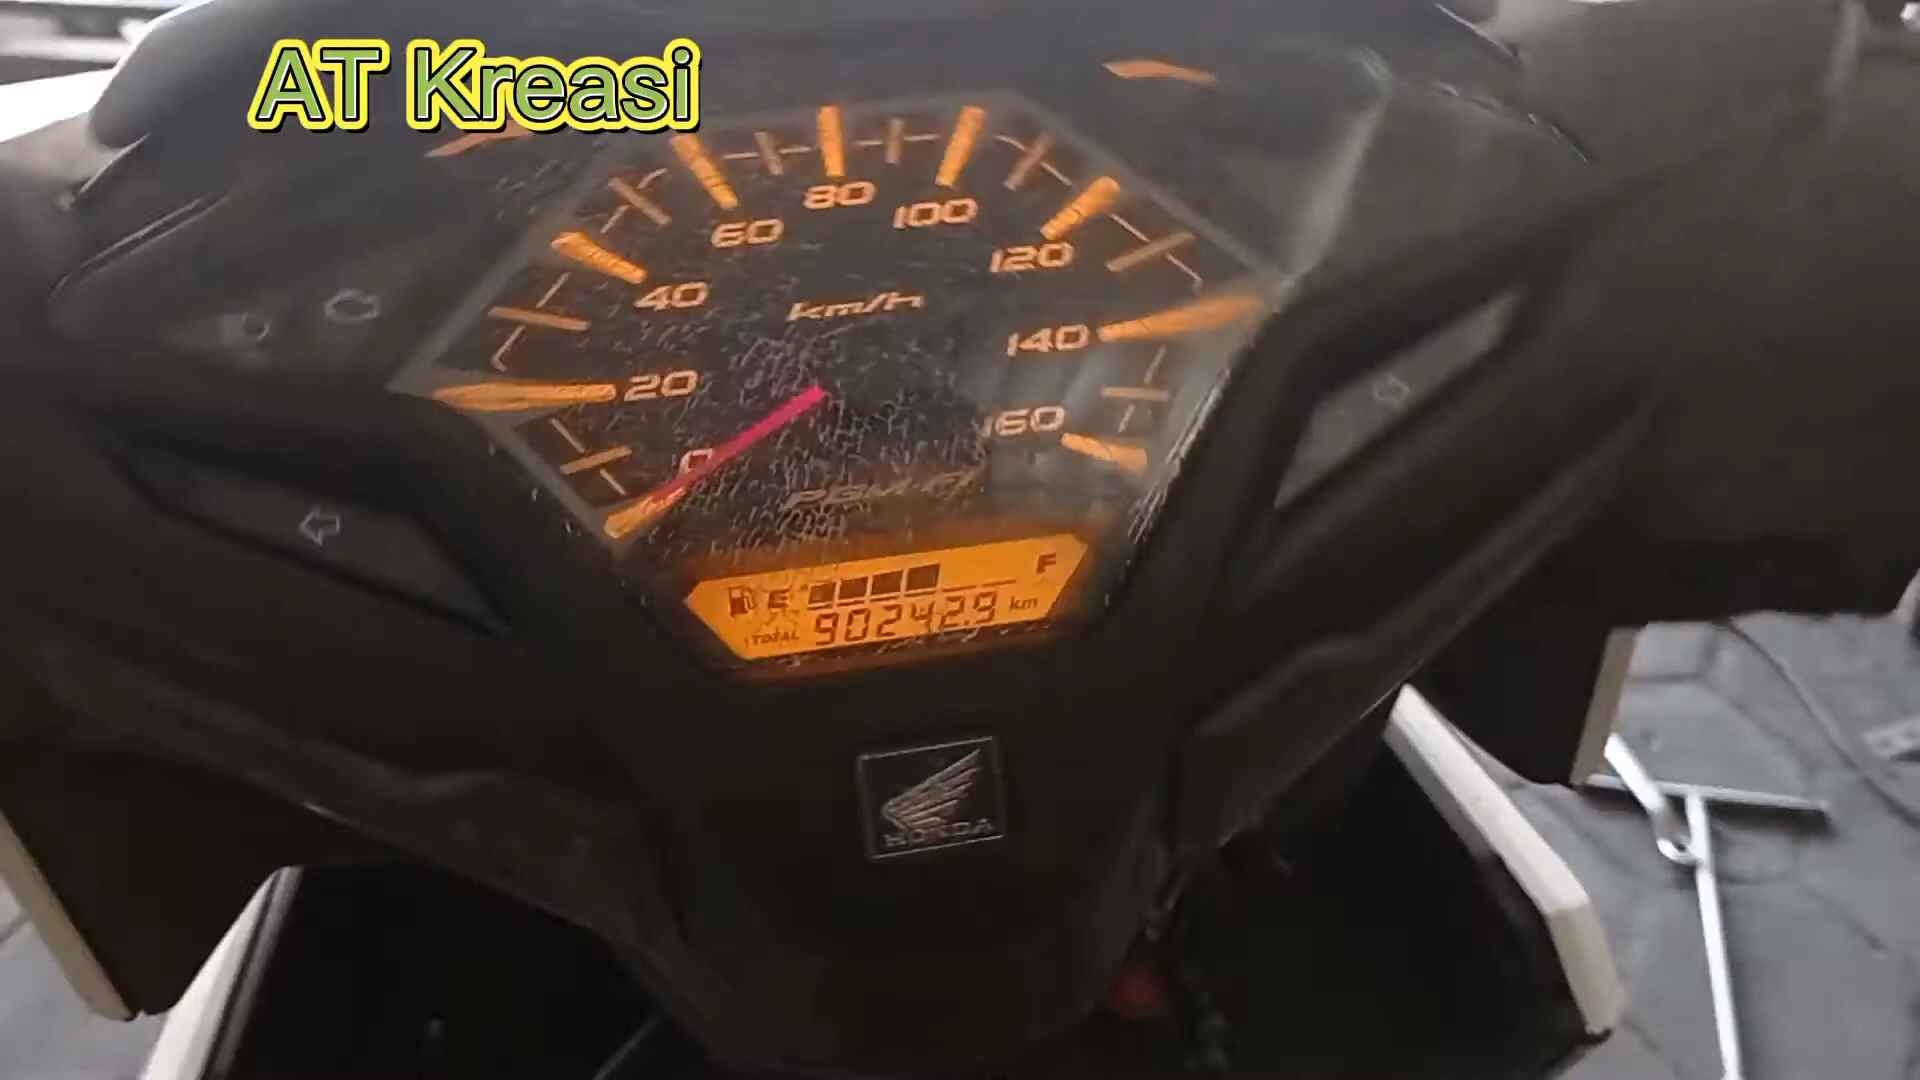 AT Kreasi
80
60
100
120
40
km/h
140
20
160
0
PGM-FI
E
F
TOTAL 90242.9 km
HONDA